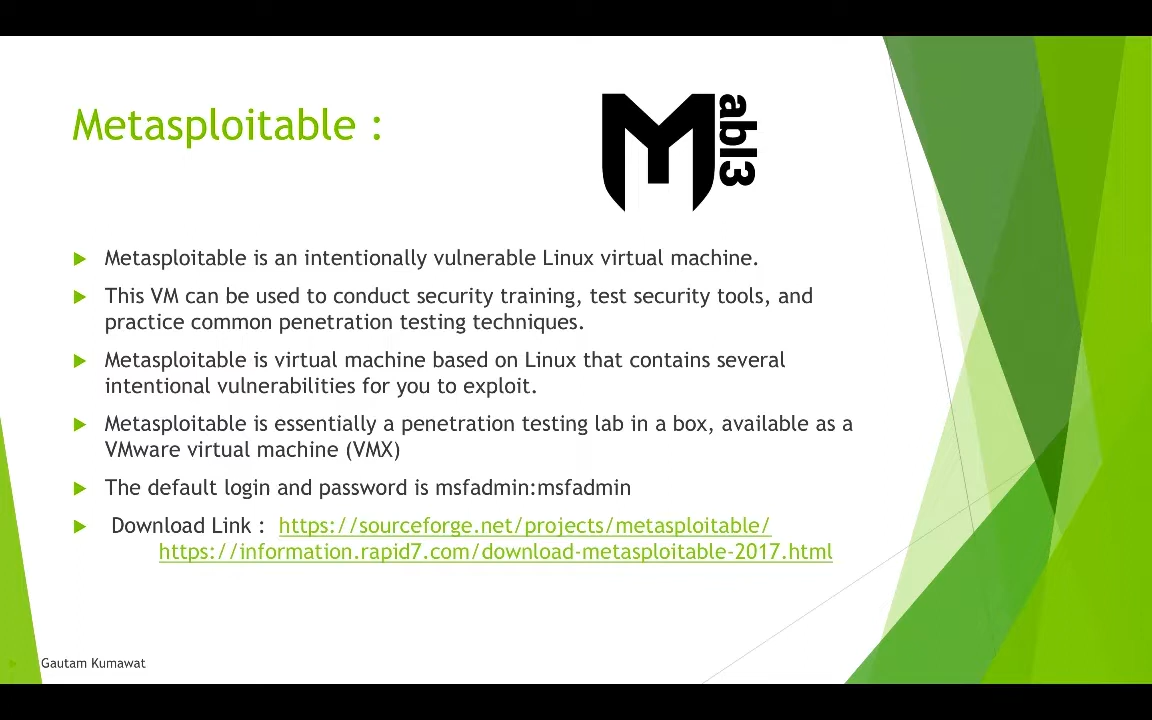 Metasploitable :
M
abl3
Metasploitable is an intentionally vulnerable Linux virtual machine.
This VM can be used to conduct security training, test security tools, and
practice common penetration testing techniques.
Metasploitable is virtual machine based on Linux that contains several
intentional vulnerabilities for you to exploit.
Metasploitable is essentially a penetration testing lab in a box, available as a
VMware virtual machine (VMX)
The default login and password is msfadmin:msfadmin
Download Link : https://sourceforge.net/projects/metasploitable/
https://information.rapid7.com/download-metasploitable-2017.html
Gautam Kumawat